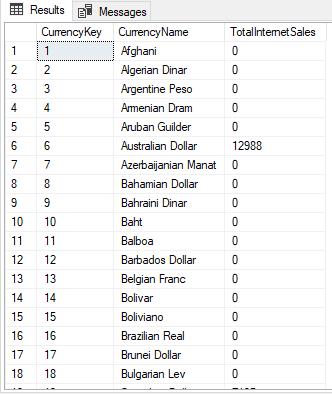 Results Messages
CurrencyKey CurrencyName TotalInternetSales
1 1 Afghani 0
2 2 Algerian Dinar 0
3 3 Argentine Peso 0
4 4 Armenian Dram 0
5 5 Aruban Guilder 0
6 6 Australian Dollar 12988
7 7 Azerbaijanian Manat 0
8 8 Bahamian Dollar 0
9 9 Bahraini Dinar 0
10 10 Baht 0
11 11 Balboa 0
12 12 Barbados Dollar 0
13 13 Belgian Franc 0
14 14 Bolivar 0
15 15 Boliviano 0
16 16 Brazilian Real 0
17 17 Brunei Dollar 0
18 18 Bulgarian Lev 0